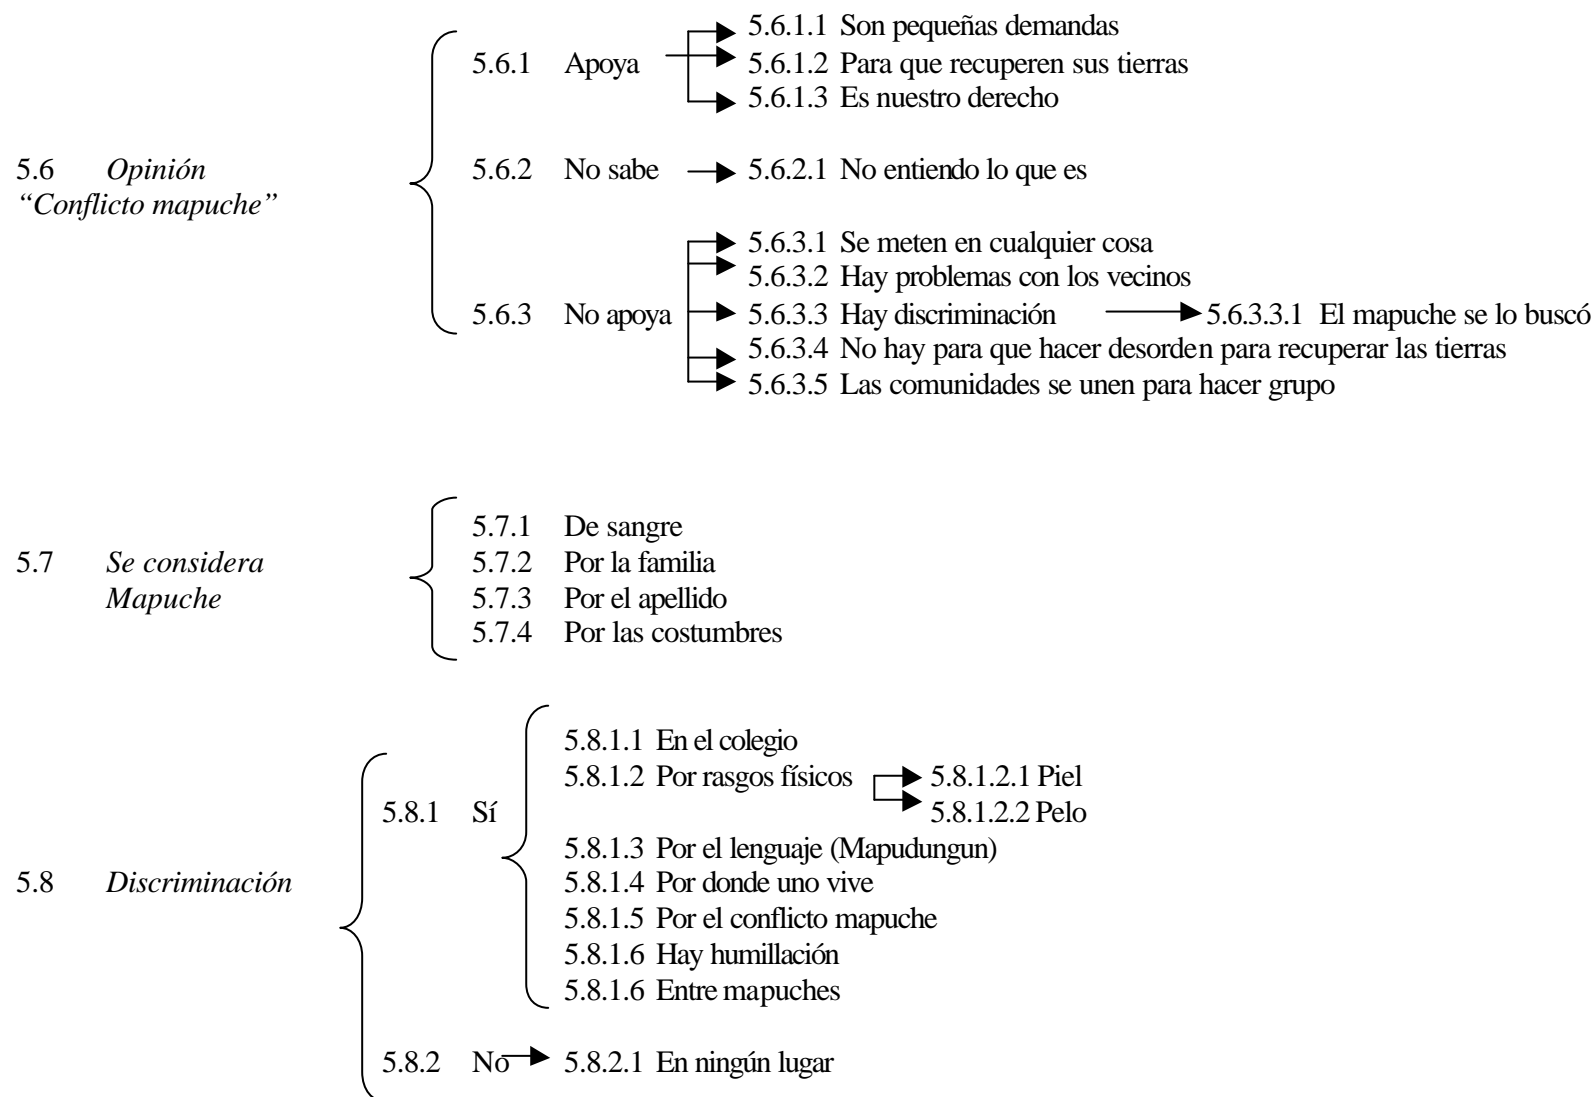 5.6.1.1 Son pequeñas demandas
5.6.1 Apoya 5.6.1.2 Para que recuperen sus tierras
5.6.1.3 Es nuestro derecho
5.6 Opinión 5.6.2 No sabe 5.6.2.1 No entiendo lo que es
“Conflicto mapuche”
5.6.3.1 Se meten en cualquier cosa
5.6.3.2 Hay problemas con los vecinos
5.6.3 No apoya 5.6.3.3 Hay discriminación 5.6.3.3.1 El mapuche se lo buscó
5.6.3.4 No hay para que hacer desorden para recuperar las tierras
5.6.3.5 Las comunidades se unen para hacer grupo
5.7.1 De sangre
5.7 Se considera 5.7.2 Por la familia
Mapuche 5.7.3 Por el apellido
5.7.4 Por las costumbres
5.8.1.1 En el colegio
5.8.1.2 Por rasgos físicos 5.8.1.2.1 Piel
5.8.1 Sí 5.8.1.2.2 Pelo
5.8.1.3 Por el lenguaje (Mapudungun)
5.8 Discriminación 5.8.1.4 Por donde uno vive
5.8.1.5 Por el conflicto mapuche
5.8.1.6 Hay humillación
5.8.1.6 Entre mapuches
5.8.2 No 5.8.2.1 En ningún lugar